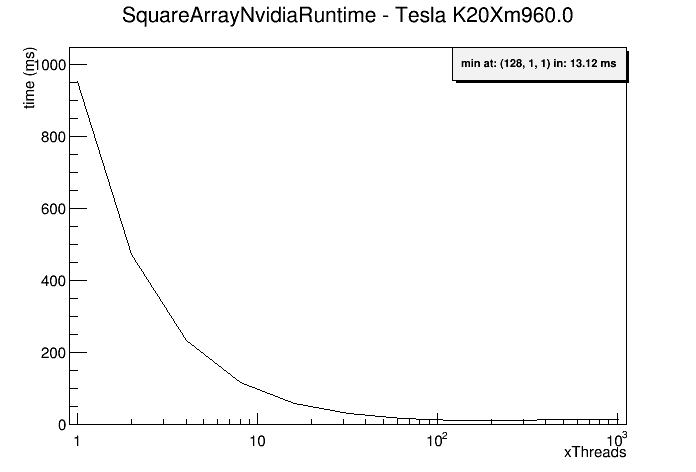 SquareArrayNvidiaRuntime - Tesla K20Xm960.0
time (ms)
min at: (128, 1, 1) in: 13.12 ms
1000
800
600
400
200
0
1 10 10² 10³
xThreads